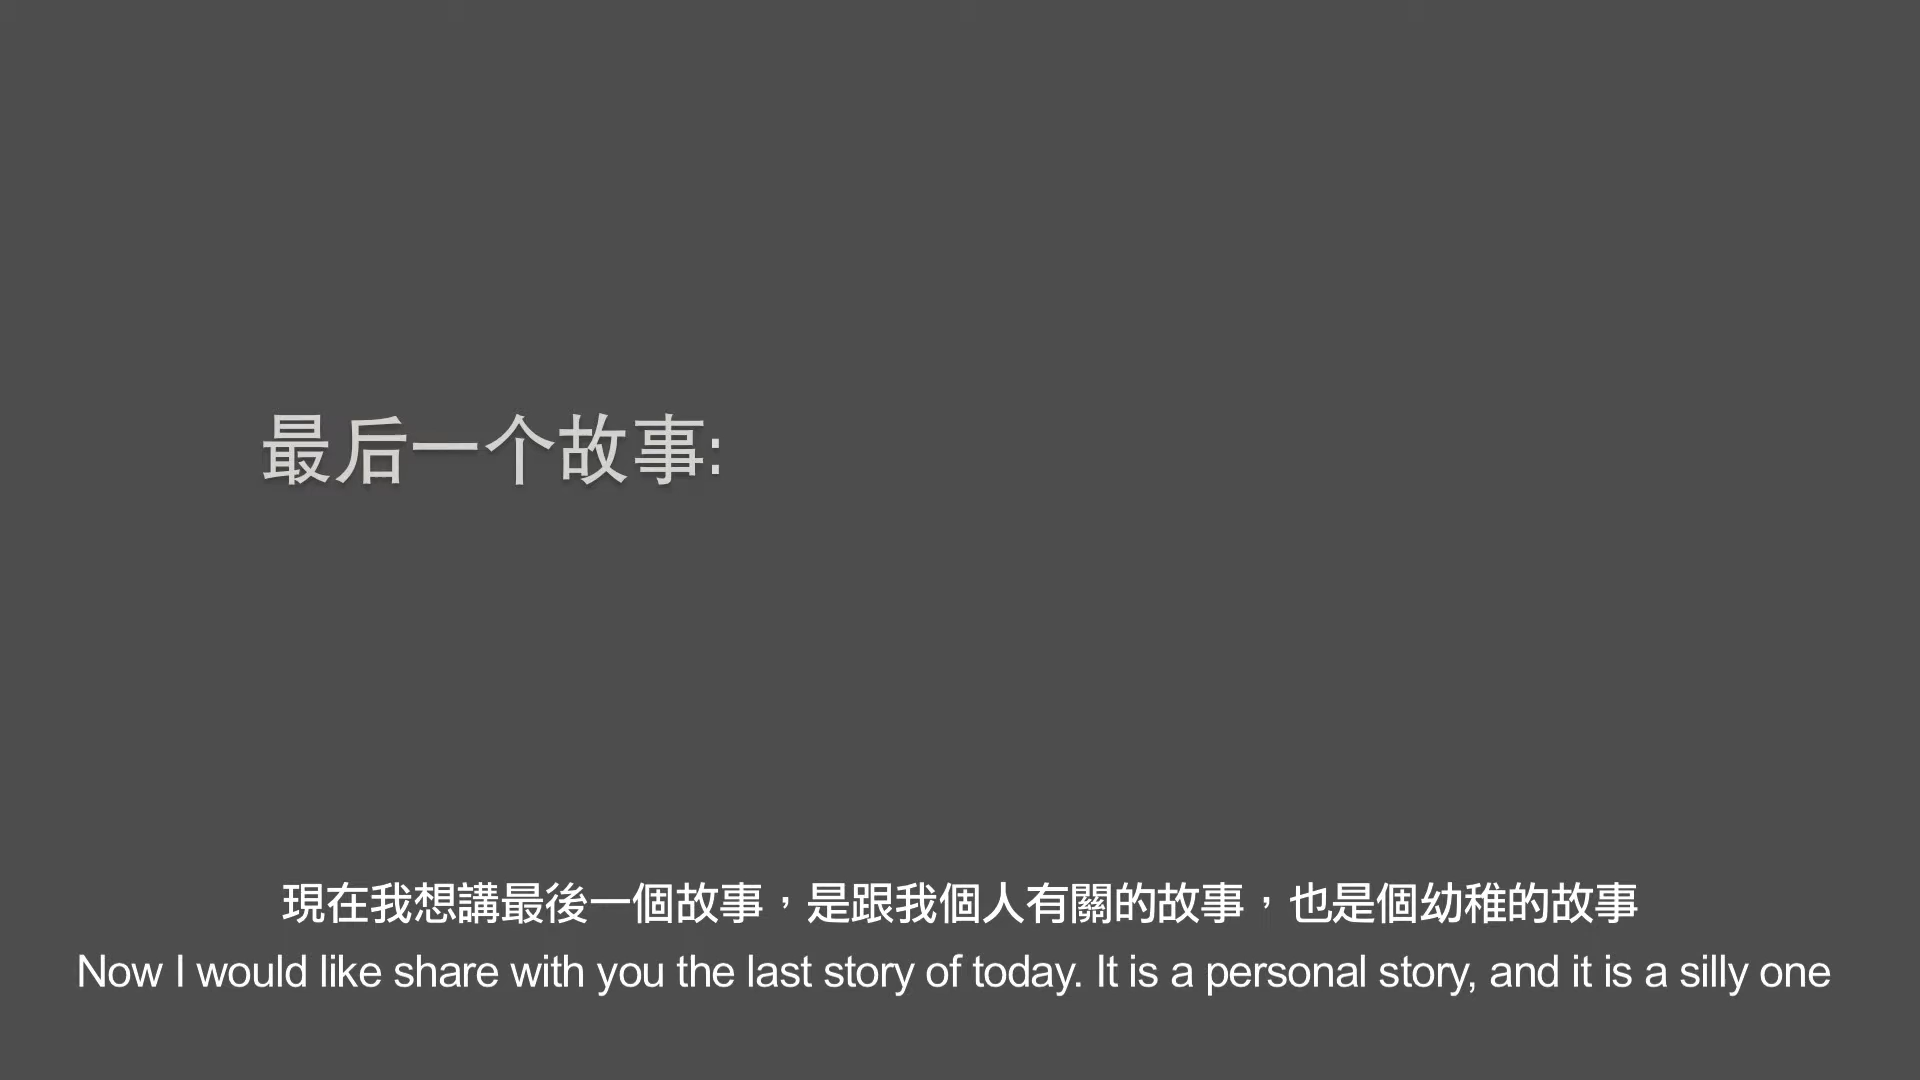 最后一个故事:
現在我想講最後一個故事，是跟我個人有關的故事，也是個幼稚的故事
Now I would like share with you the last story of today. It is a personal story, and it is a silly one